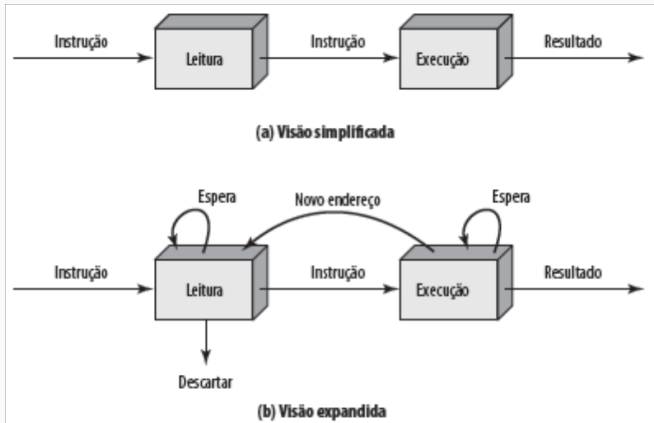 Instrução
Leitura
Instrução
Execução
Resultado
(a) Visão simplificada
Espera
Novo endereço
Espera
Instrução
Leitura
Instrução
Execução
Resultado
Descartar
(b) Visão expandida